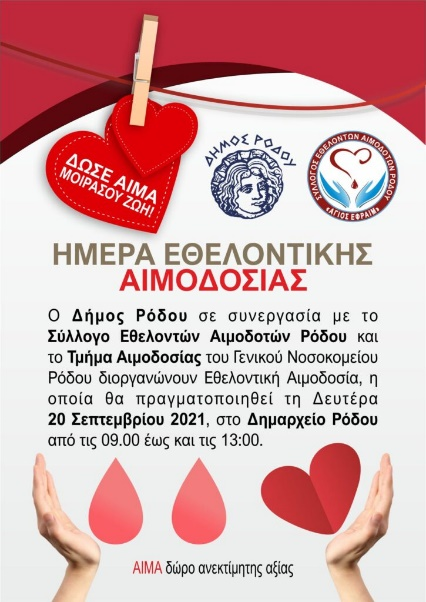 ΔΩΣΕ ΑΙΜΑ
ΜΟΙΡΑΣΟΥ ΖΩΗ!
ΔΗΜΟΣ ΡΟΔΟΥ
ΣΥΛΛΟΓΟΣ ΕΘΕΛΟΝΤΩΝ ΑΙΜΟΔΟΤΩΝ ΡΟΔΟΥ
«ΑΓΙΟΣ ΕΦΡΑΙΜ»
ΗΜΕΡΑ ΕΘΕΛΟΝΤΙΚΗΣ
ΑΙΜΟΔΟΣΙΑΣ
Ο Δήμος Ρόδου σε συνεργασία με το
Σύλλογο Εθελοντών Αιμοδοτών Ρόδου και
το Τμήμα Αιμοδοσίας του Γενικού Νοσοκομείου
Ρόδου διοργανώνουν Εθελοντική Αιμοδοσία, η
οποία θα πραγματοποιηθεί τη Δευτέρα
20 Σεπτεμβρίου 2021, στο Δημαρχείο Ρόδου
από τις 09.00 έως και τις 13:00.
ΑΙΜΑ δώρο ανεκτίμητης αξίας